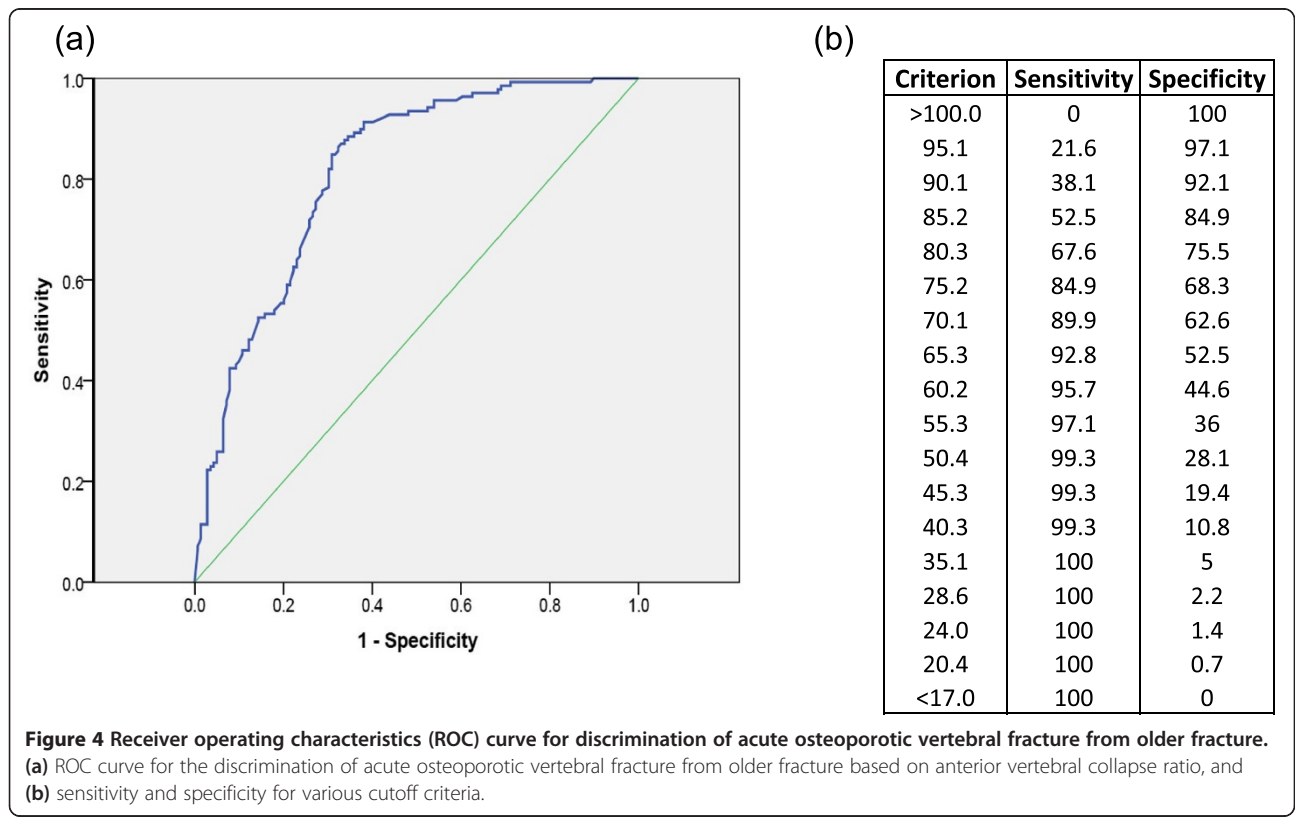 (a)
(b)
1.0
0.8
0.6
0.4
0.2
0.0
Sensitivity
0.0 0.2 0.4 0.6 0.8 1.0
1 - Specificity
Criterion Sensitivity Specificity
>100.0 0 100
95.1 21.6 97.1
90.1 38.1 92.1
85.2 52.5 84.9
80.3 67.6 75.5
75.2 84.9 68.3
70.1 89.9 62.6
65.3 92.8 52.5
60.2 95.7 44.6
55.3 97.1 36
50.4 99.3 28.1
45.3 99.3 19.4
40.3 99.3 10.8
35.1 100 5
28.6 100 2.2
24.0 100 1.4
20.4 100 0.7
<17.0 100 0
Figure 4 Receiver operating characteristics (ROC) curve for discrimination of acute osteoporotic vertebral fracture from older fracture.
(a) ROC curve for the discrimination of acute osteoporotic vertebral fracture from older fracture based on anterior vertebral collapse ratio, and
(b) sensitivity and specificity for various cutoff criteria.